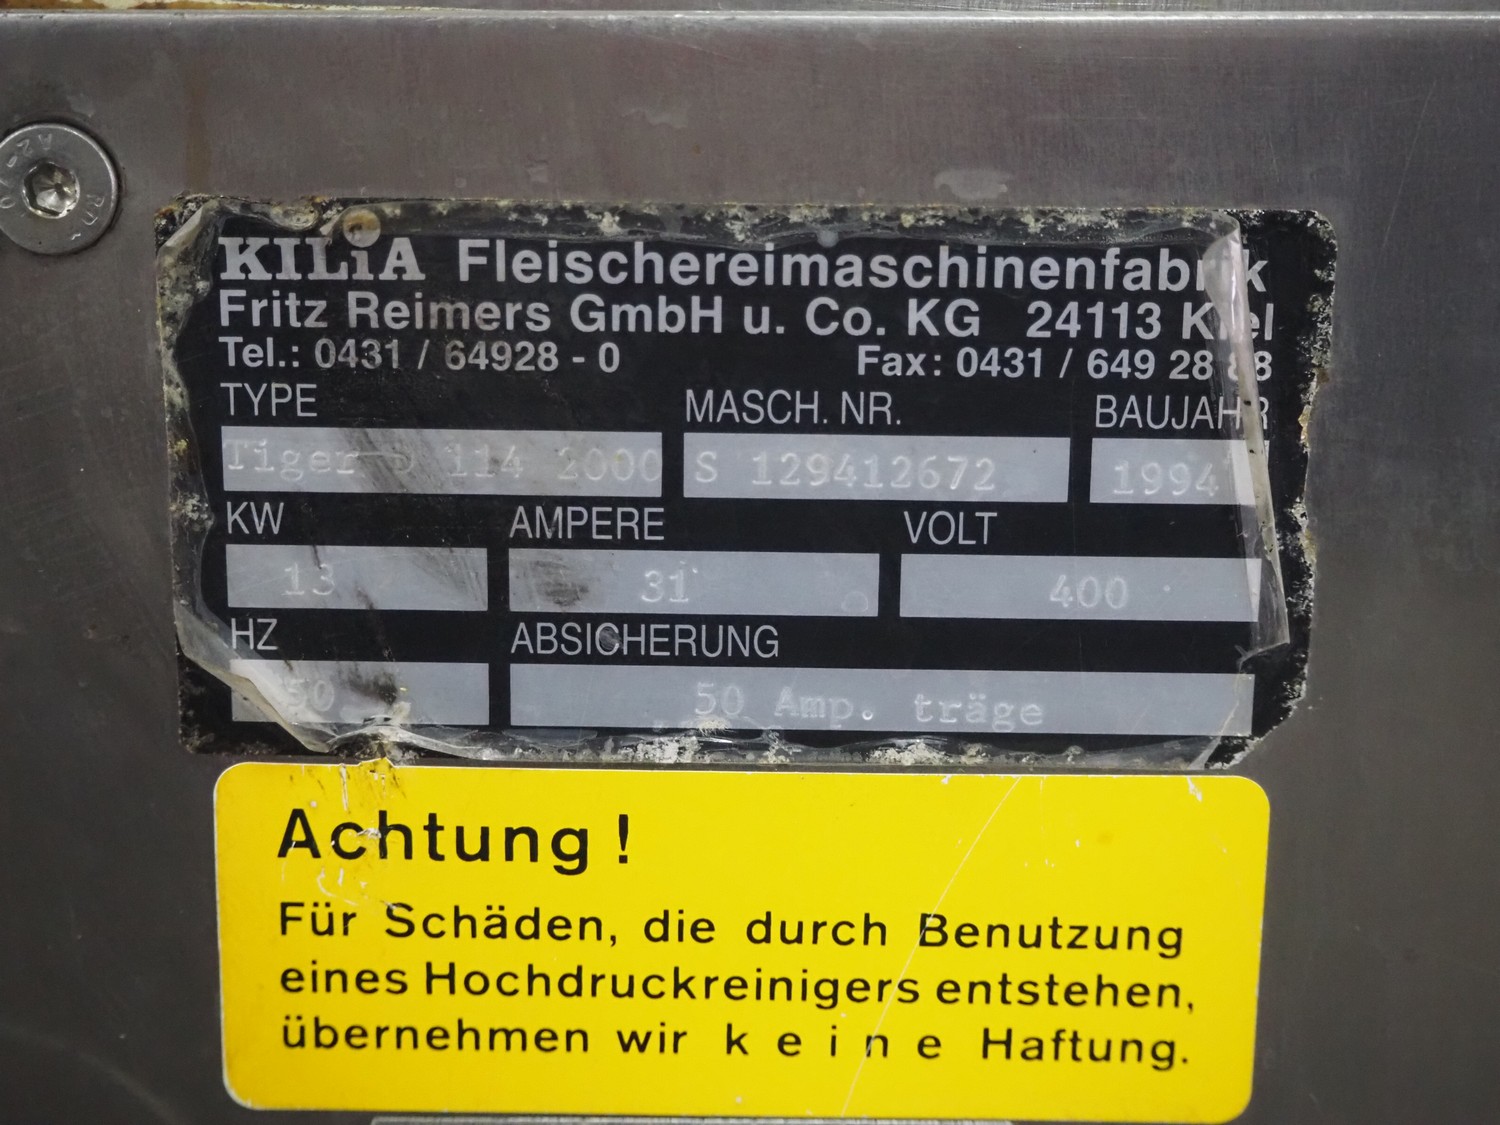 KILiA Fleischereimaschinenfabrik
Fritz Reimers GmbH u. Co. KG 24113 Kiel
Tel.: 0431 / 64928 - 0 Fax: 0431 / 649 28 88
TYPE MASCH. NR. BAUJAHR
Tiger D 114 2000 S 129412672 1994
KW AMPERE VOLT
13 31 400
HZ ABSICHERUNG
50 50 Amp. träge
Achtung !
Für Schäden, die durch Benutzung
eines Hochdruckreinigers entstehen,
übernehmen wir k e i n e Haftung.